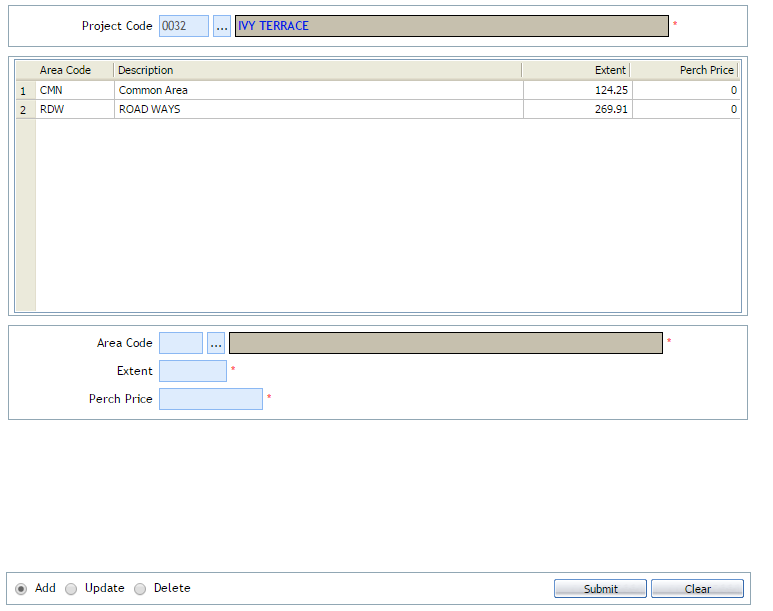 Project Code 0032 ... IVY TERRACE *
Area Code Description Extent Perch Price
1 CMN Common Area 124.25 0
2 RDW ROAD WAYS 269.91 0
Area Code ... *
Extent *
Perch Price *
Add Update Delete Submit Clear